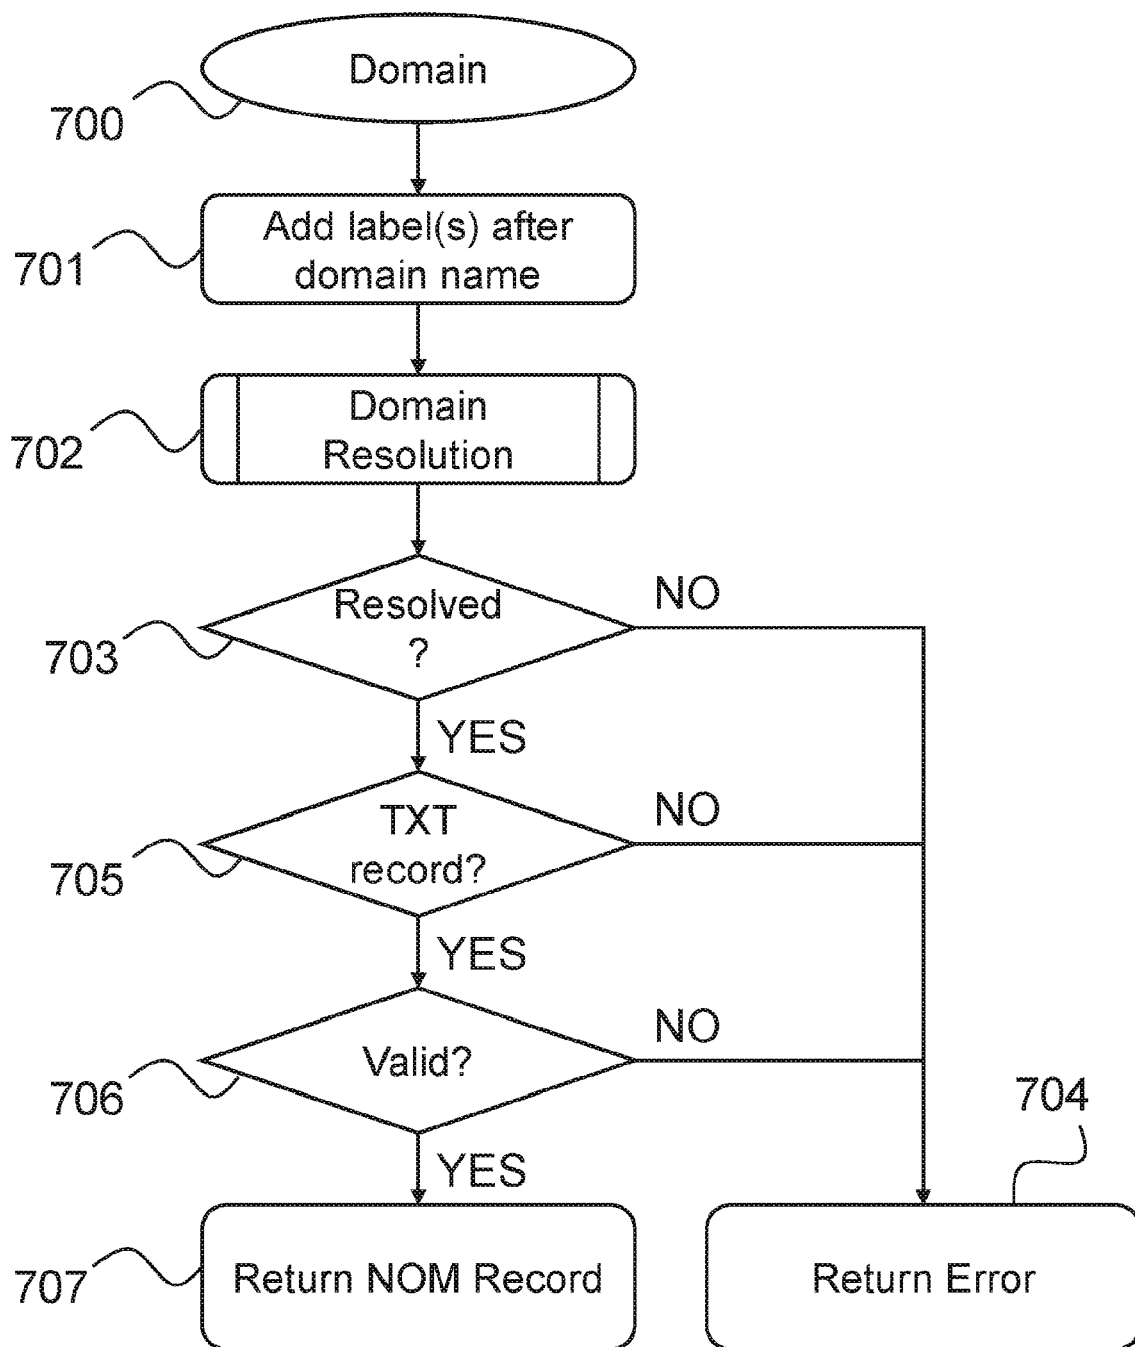 Domain
700
Add label(s) after
domain name
701
Domain
Resolution
702
Resolved
?
NO
703
YES
TXT
record?
NO
705
YES
Valid?
NO
706
704
YES
Return NOM Record
707
Return Error